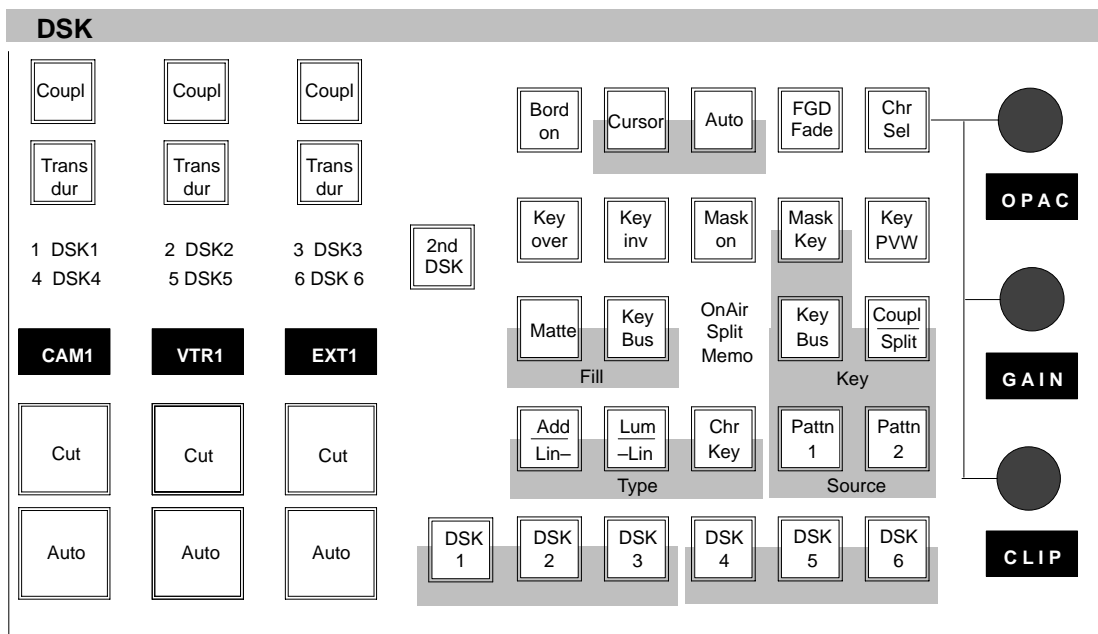 DSK
Coupl Coupl Coupl
Trans dur Trans dur Trans dur
1 DSK1 2 DSK2 3 DSK3
4 DSK4 5 DSK5 6 DSK 6
CAM1 VTR1 EXT1
Cut Cut Cut
Auto Auto Auto
2nd
DSK
Bord
on
Cursor
Auto
FGD
Fade
Chr
Sel
Key
over
Key
inv
Mask
on
Mask
Key
Key
PVW
Matte
Key
Bus
Fill
OnAir
Split
Memo
Key
Bus
Coupl
Split
Key
Add
Lin–
Lum
–Lin
Chr
Key
Type
Pattn
1
Pattn
2
Source
DSK
1
DSK
2
DSK
3
DSK
4
DSK
5
DSK
6
OPAC
GAIN
CLIP